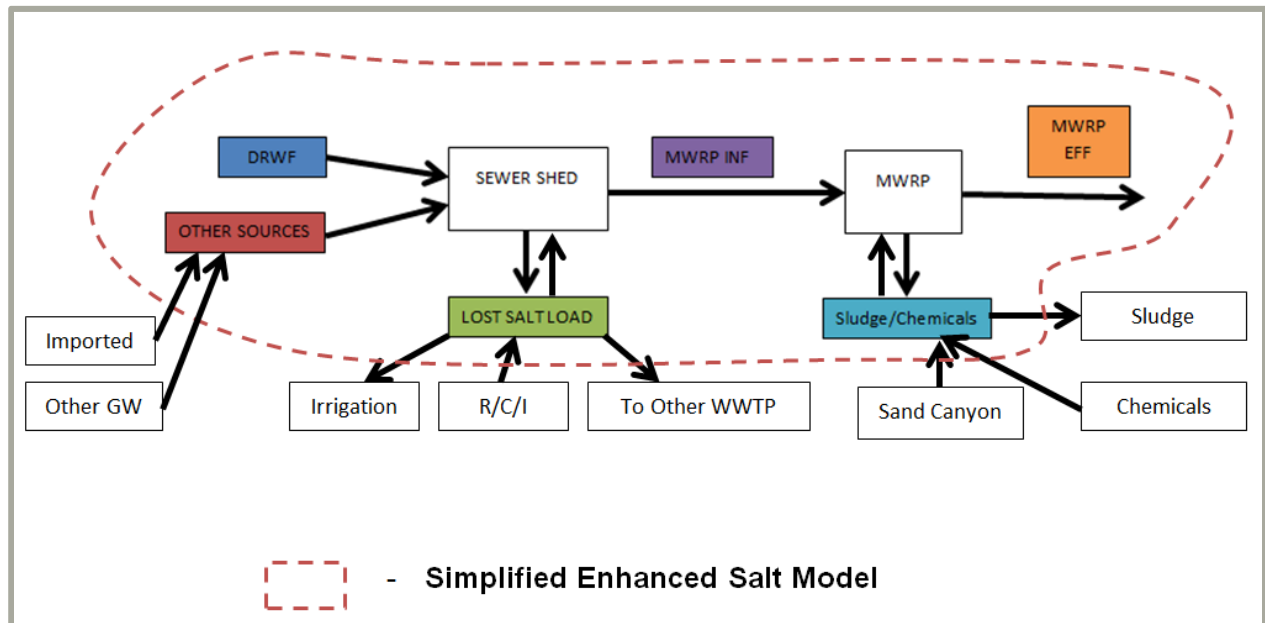 DRWF
OTHER SOURCES
SEWER SHED
MWRP INF
MWRP
MWRP
EFF
LOST SALT LOAD
Sludge/Chemicals
Imported
Other GW
Irrigation
R/C/I
To Other WWTP
Sand Canyon
Sludge
Chemicals
- Simplified Enhanced Salt Model